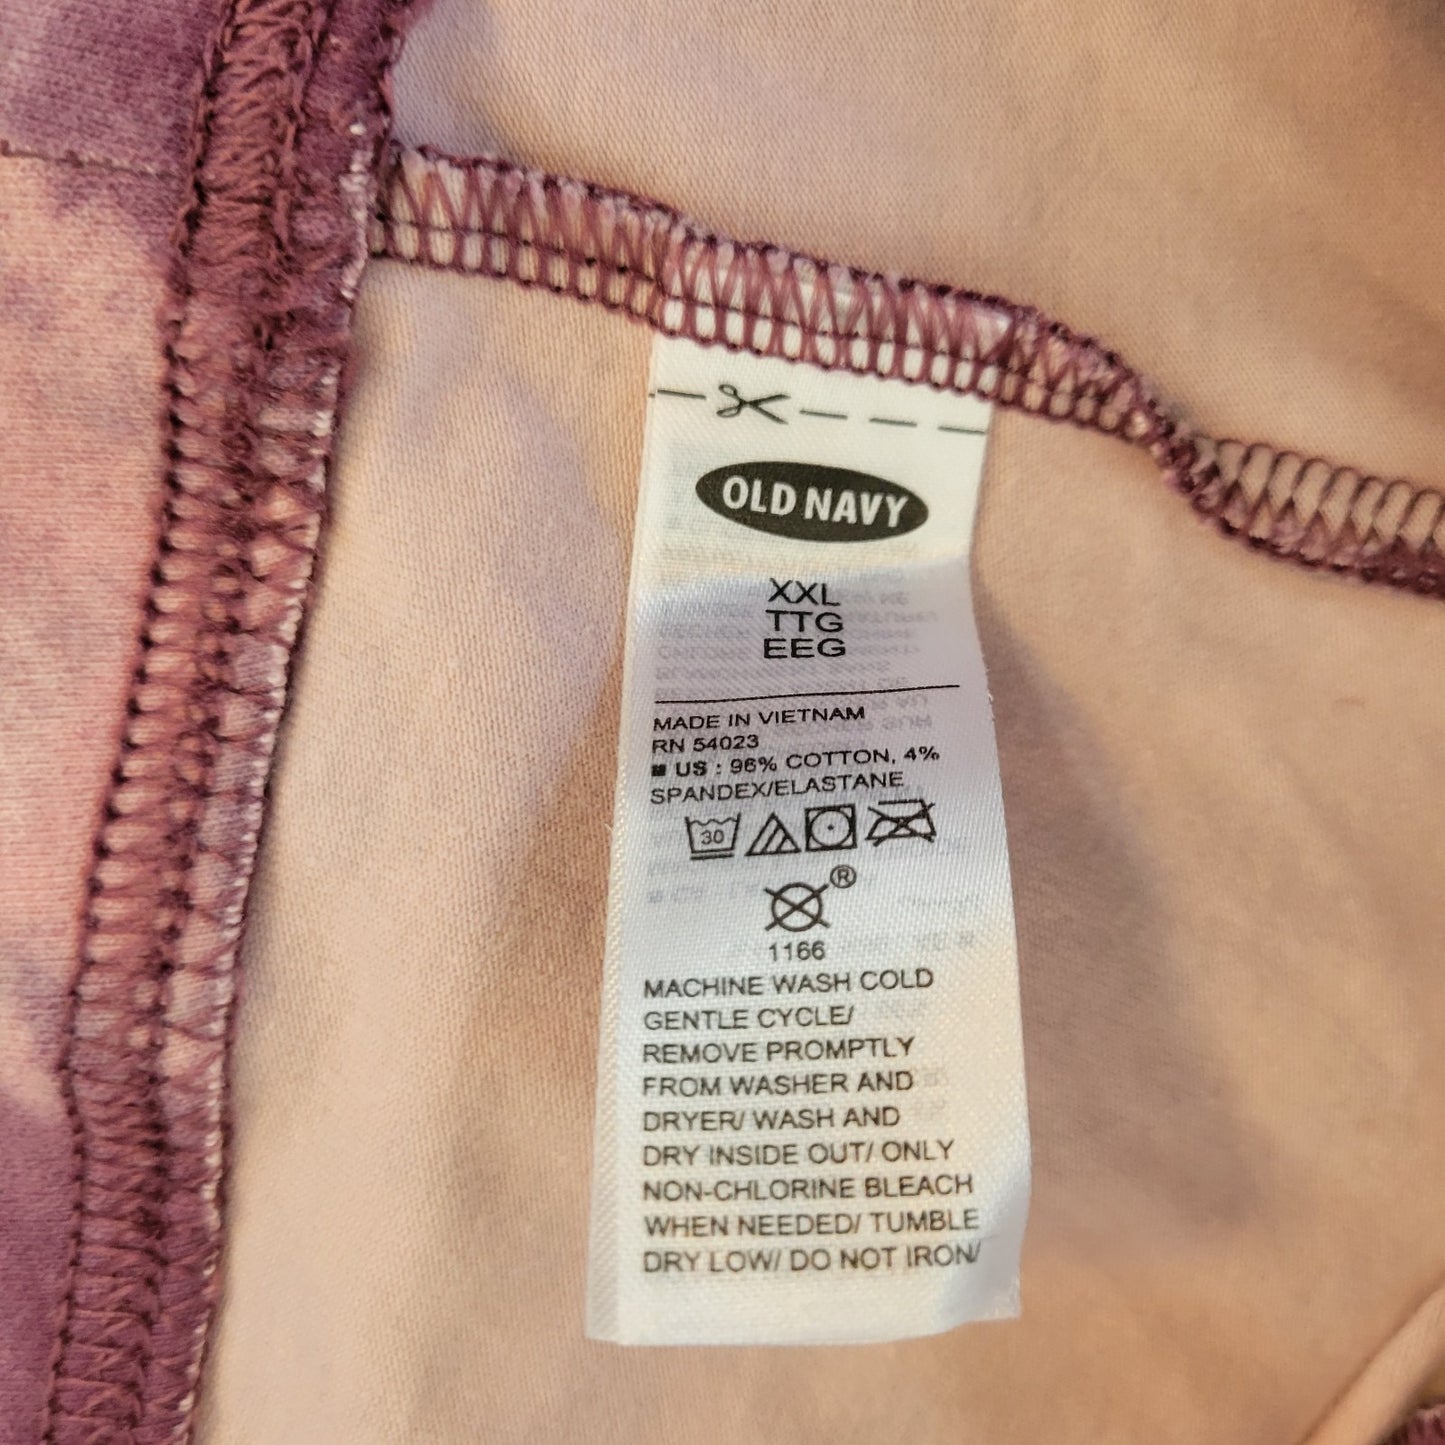 OLD NAVY
XXL
TTG
EEG
MADE IN VIETNAM
RN 54023
■ US : 96% COTTON, 4%
SPANDEX/ELASTANE
30
®
1166
MACHINE WASH COLD
GENTLE CYCLE/
REMOVE PROMPTLY
FROM WASHER AND
DRYER/ WASH AND
DRY INSIDE OUT/ ONLY
NON-CHLORINE BLEACH
WHEN NEEDED/ TUMBLE
DRY LOW/ DO NOT IRON/